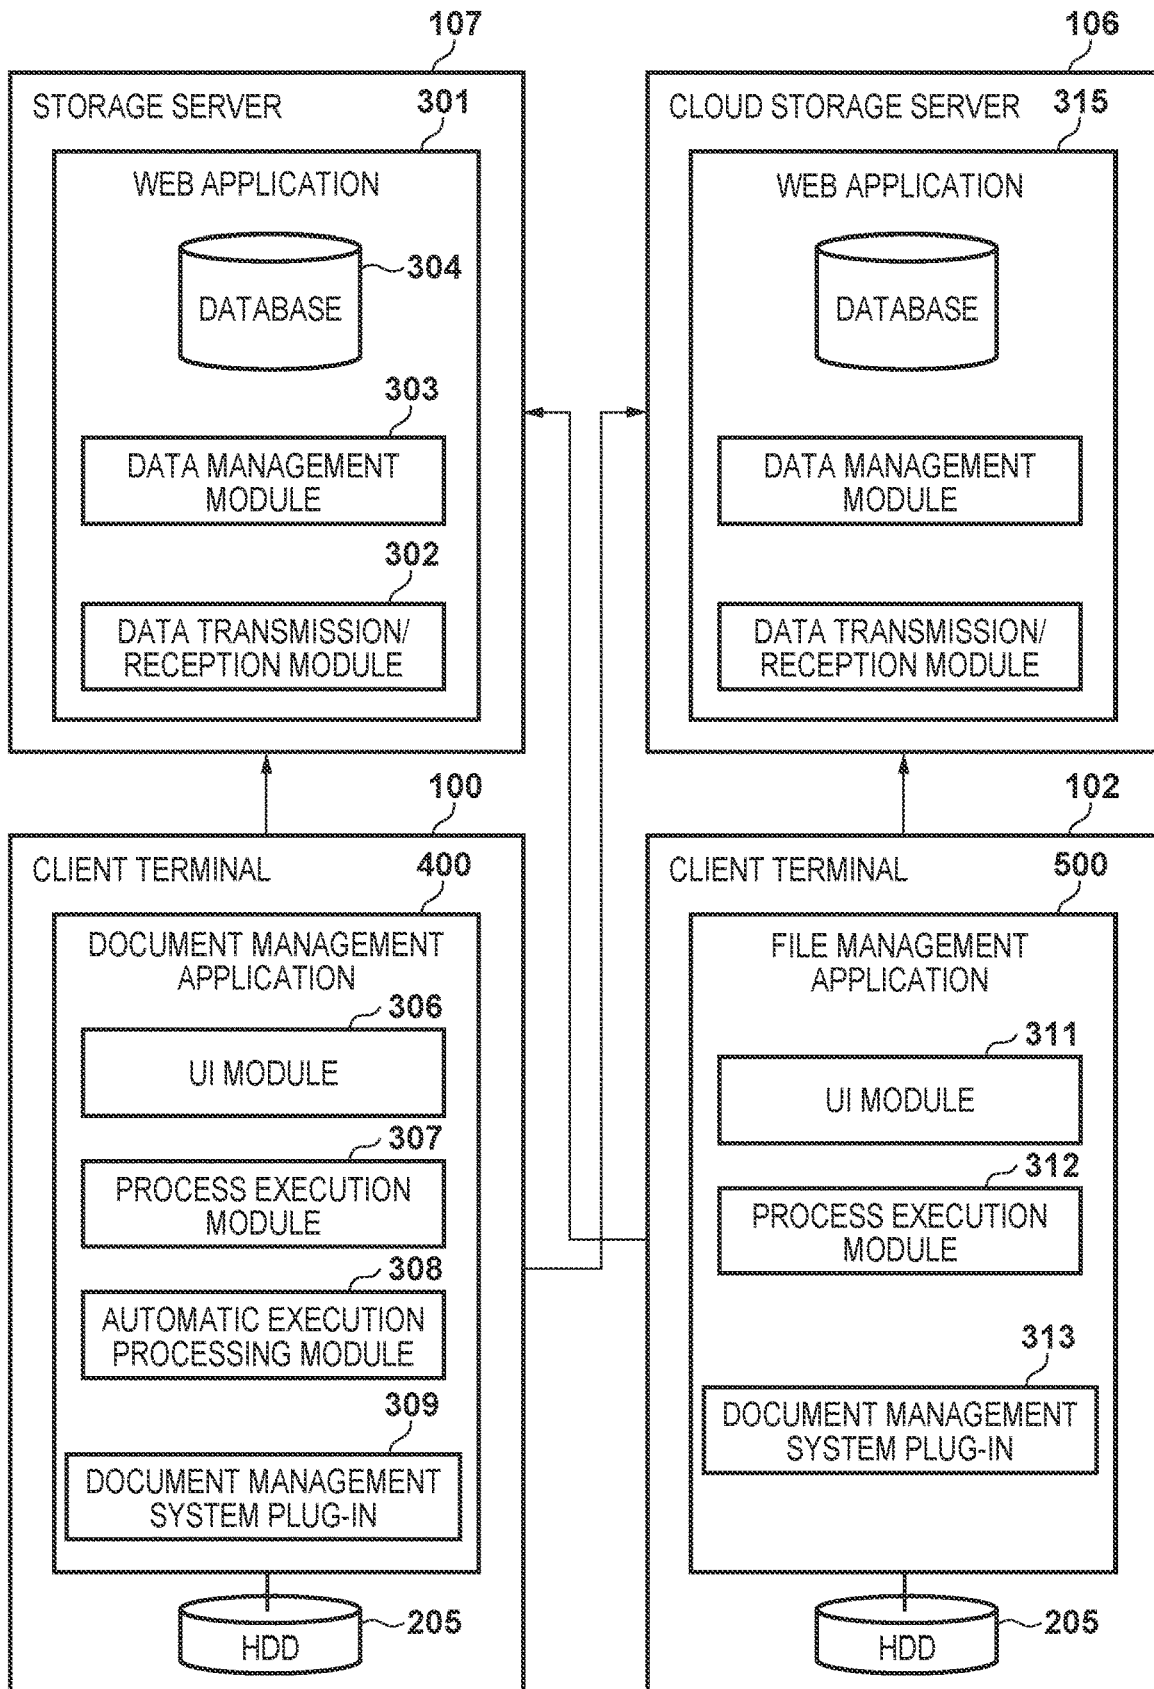 107
STORAGE SERVER
301
WEB APPLICATION
304
DATABASE
303
DATA MANAGEMENT
MODULE
302
DATA TRANSMISSION/
RECEPTION MODULE
106
CLOUD STORAGE SERVER
315
WEB APPLICATION
DATABASE
DATA MANAGEMENT
MODULE
DATA TRANSMISSION/
RECEPTION MODULE
100
CLIENT TERMINAL
400
DOCUMENT MANAGEMENT
APPLICATION
306
UI MODULE
307
PROCESS EXECUTION
MODULE
308
AUTOMATIC EXECUTION
PROCESSING MODULE
309
DOCUMENT MANAGEMENT
SYSTEM PLUG-IN
205
HDD
102
CLIENT TERMINAL
500
FILE MANAGEMENT
APPLICATION
311
UI MODULE
312
PROCESS EXECUTION
MODULE
313
DOCUMENT MANAGEMENT
SYSTEM PLUG-IN
205
HDD